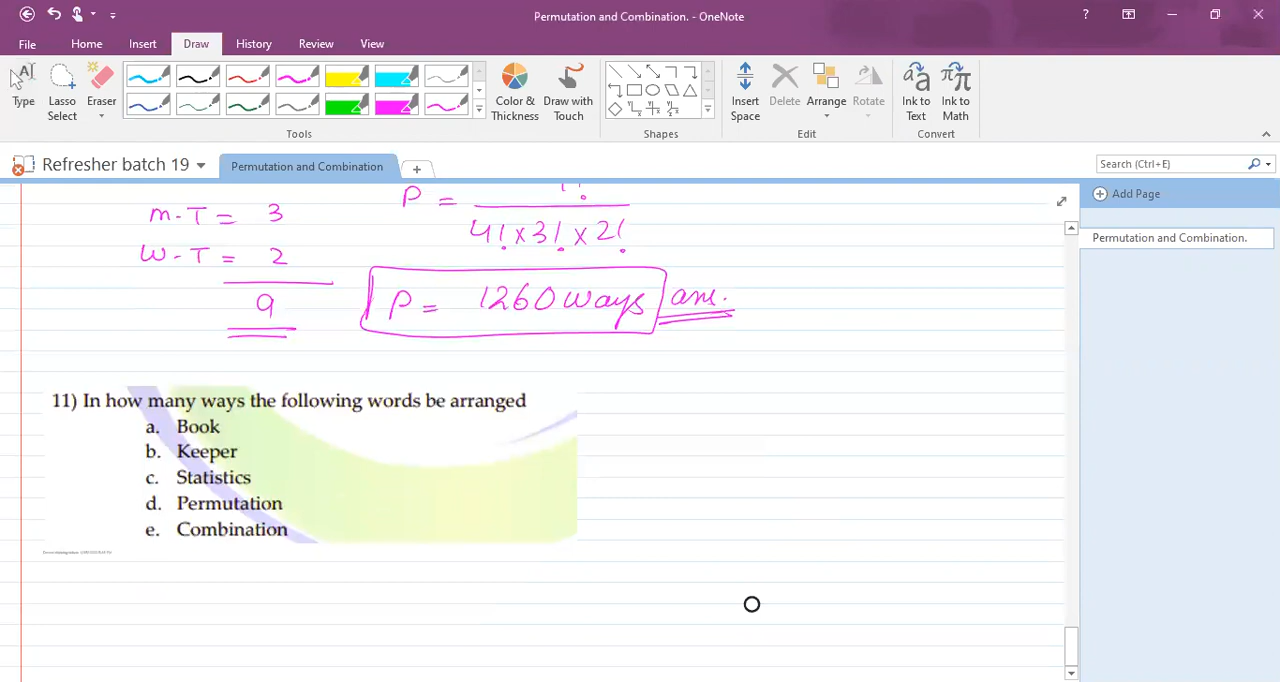 Permutation and Combination. - OneNote
?
File Home Insert Draw History Review View
Type Lasso Select Eraser Color & Thickness Draw with Touch Insert Space Delete Arrange Rotate Ink to Text Ink to Math
Tools Shapes Edit Convert
Refresher batch 19 Permutation and Combination Search (Ctrl+E)
Add Page
Permutation and Combination.
m-T = 3
P =
4! x 3! x 2!
W-T = 2
9
P = 1260 ways ans.
11) In how many ways the following words be arranged
a. Book
b. Keeper
c. Statistics
d. Permutation
e. Combination